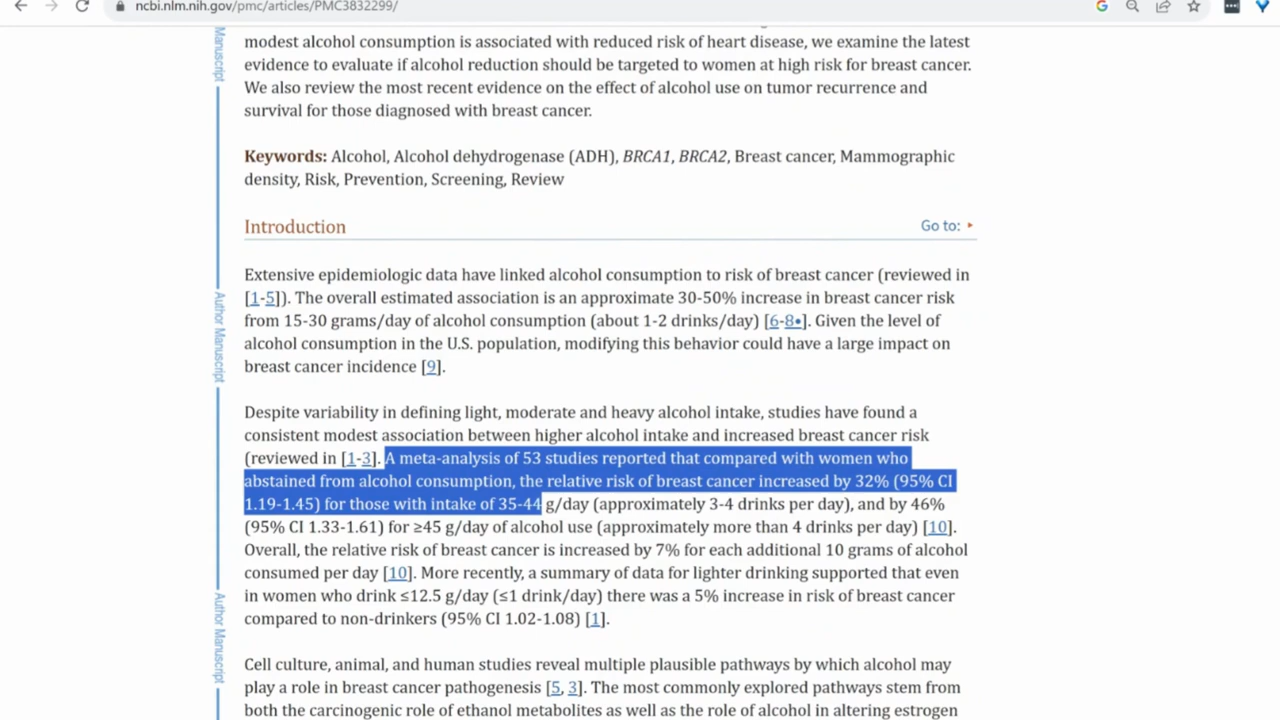 ncbi.nlm.nih.gov/pmc/articles/PMC3832299/
Manuscript
modest alcohol consumption is associated with reduced risk of heart disease, we examine the latest
evidence to evaluate if alcohol reduction should be targeted to women at high risk for breast cancer.
We also review the most recent evidence on the effect of alcohol use on tumor recurrence and
survival for those diagnosed with breast cancer.
Keywords: Alcohol, Alcohol dehydrogenase (ADH), BRCA1, BRCA2, Breast cancer, Mammographic
density, Risk, Prevention, Screening, Review
Introduction
Go to:
Extensive epidemiologic data have linked alcohol consumption to risk of breast cancer (reviewed in
[1-5]). The overall estimated association is an approximate 30-50% increase in breast cancer risk
from 15-30 grams/day of alcohol consumption (about 1-2 drinks/day) [6-8•]. Given the level of
alcohol consumption in the U.S. population, modifying this behavior could have a large impact on
breast cancer incidence [9].
Author Manuscript
Despite variability in defining light, moderate and heavy alcohol intake, studies have found a
consistent modest association between higher alcohol intake and increased breast cancer risk
(reviewed in [1-3]. A meta-analysis of 53 studies reported that compared with women who
abstained from alcohol consumption, the relative risk of breast cancer increased by 32% (95% CI
1.19-1.45) for those with intake of 35-44 g/day (approximately 3-4 drinks per day), and by 46%
(95% CI 1.33-1.61) for ≥45 g/day of alcohol use (approximately more than 4 drinks per day) [10].
Overall, the relative risk of breast cancer is increased by 7% for each additional 10 grams of alcohol
consumed per day [10]. More recently, a summary of data for lighter drinking supported that even
in women who drink ≤12.5 g/day (≤1 drink/day) there was a 5% increase in risk of breast cancer
compared to non-drinkers (95% CI 1.02-1.08) [1].
Author Manuscript
Cell culture, animal, and human studies reveal multiple plausible pathways by which alcohol may
play a role in breast cancer pathogenesis [5, 3]. The most commonly explored pathways stem from
both the carcinogenic role of ethanol metabolites as well as the role of alcohol in altering estrogen